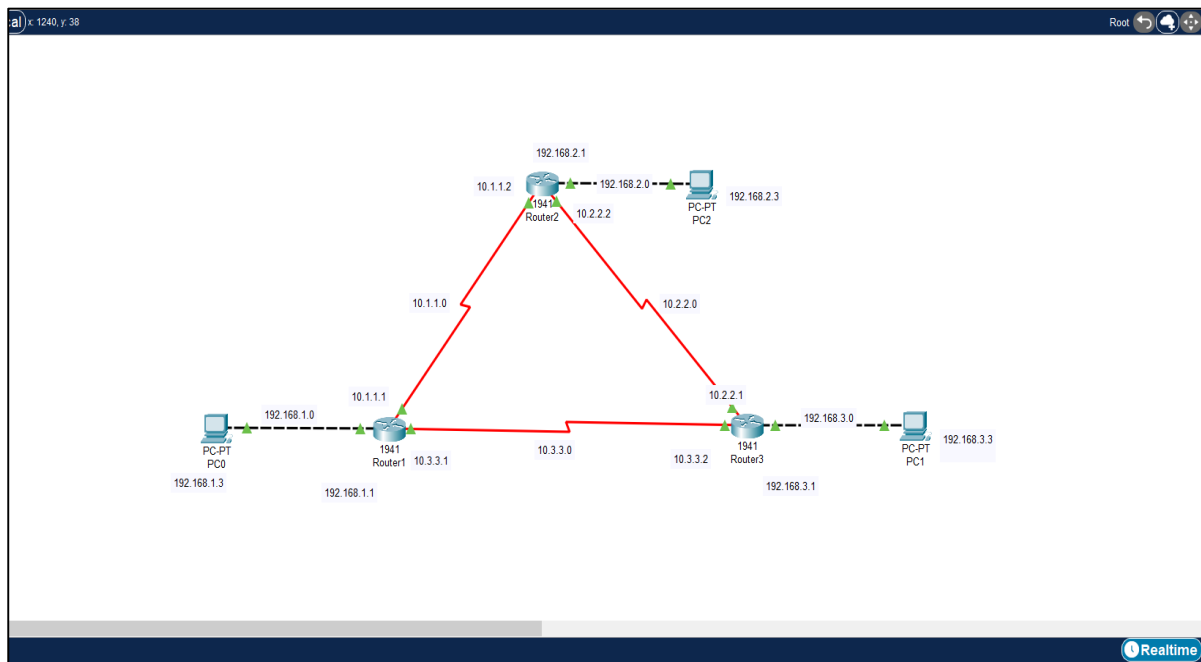 al x: 1240, y: 38
Root
192.168.2.1
10.1.1.2
192.168.2.0
192.168.2.3
1941
Router2
10.2.2.2
PC-PT
PC2
10.1.1.0
10.2.2.0
10.1.1.1
10.2.2.1
192.168.1.0
192.168.3.0
PC-PT
PC0
192.168.1.3
1941
Router1
10.3.3.1
192.168.1.1
10.3.3.0
10.3.3.2
1941
Router3
192.168.3.1
PC-PT
PC1
192.168.3.3
Realtime